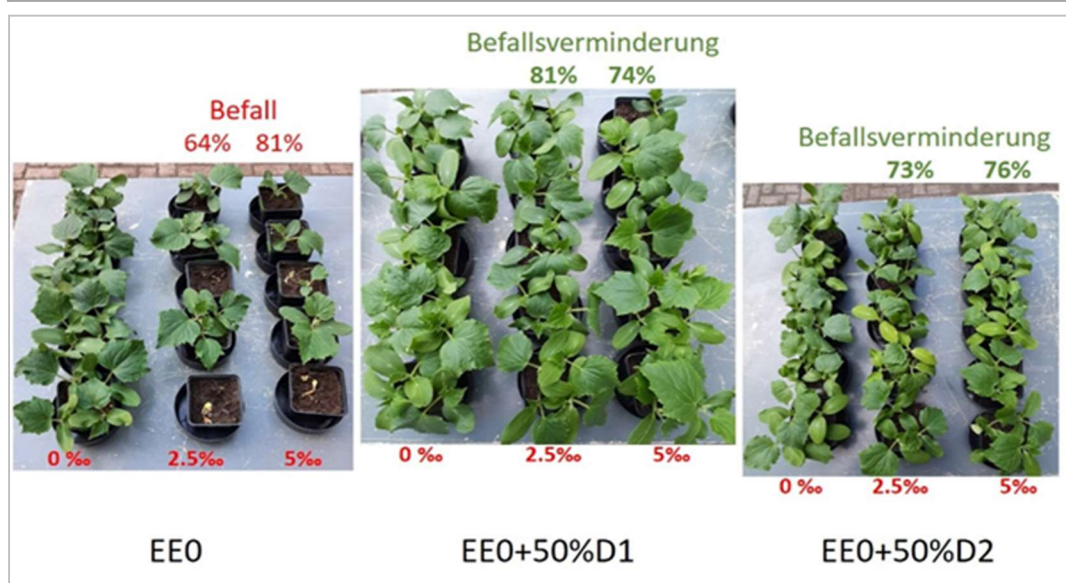 Befall
64% 81%
0 ‰ 2.5‰ 5‰
EE0
Befallsverminderung
81% 74%
0 ‰ 2.5‰ 5‰
EE0+50%D1
Befallsverminderung
73% 76%
0 ‰ 2.5‰ 5‰
EE0+50%D2